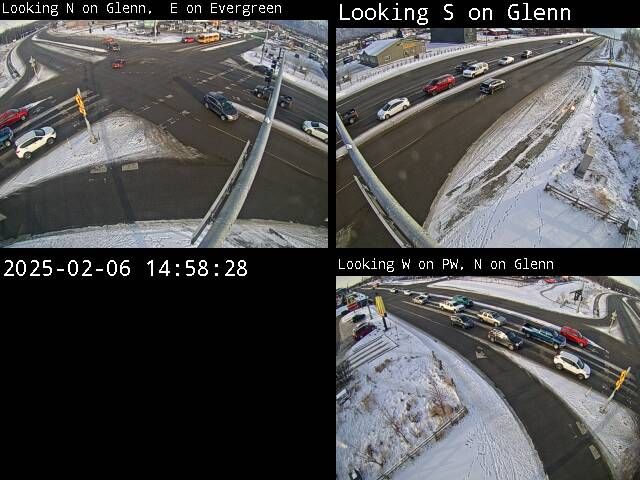 Looking N on Glenn,  E on Evergreen
Looking S on Glenn
2025-02-06 14:58:28
Looking W on PW, N on Glenn